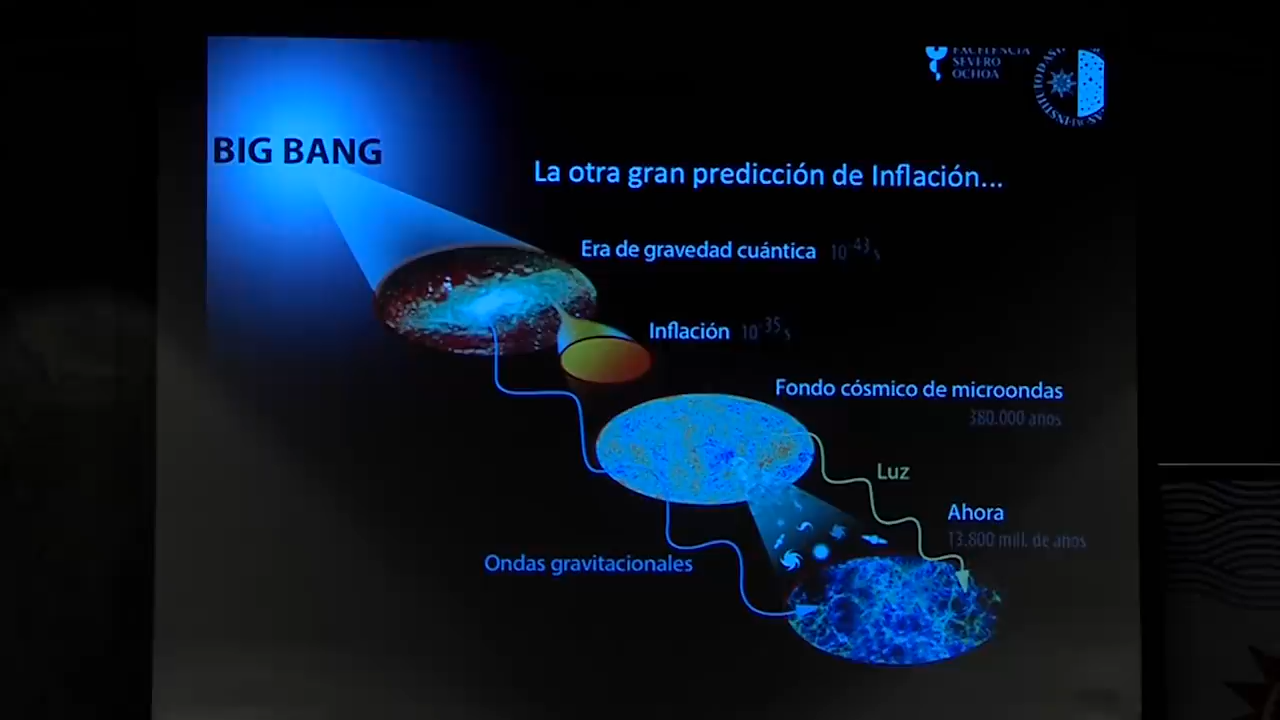 EXCELENCIA
SEVERO
OCHOA
BIG BANG
La otra gran predicción de Inflación...
Era de gravedad cuántica 10⁻⁴³ s
Inflación 10⁻³⁵ s
Fondo cósmico de microondas
380.000 años
Luz
Ahora
13.800 mill. de años
Ondas gravitacionales